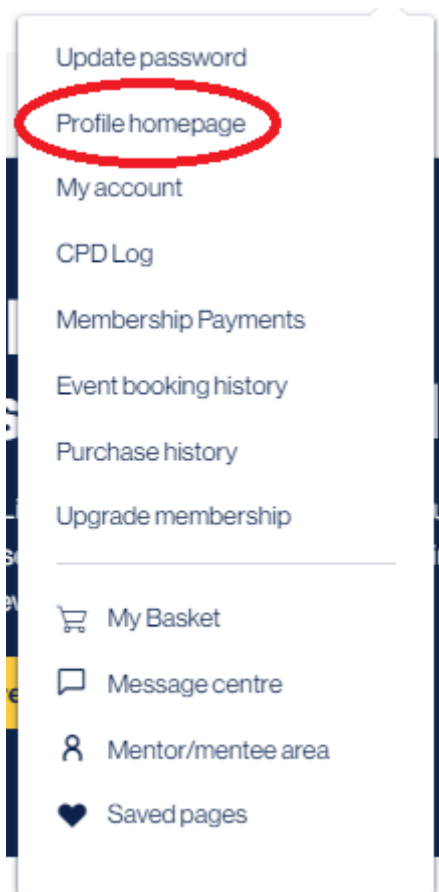 Update password
Profile homepage
My account
CPD Log
Membership Payments
Event booking history
Purchase history
Upgrade membership
My Basket
Message centre
Mentor/mentee area
Saved pages